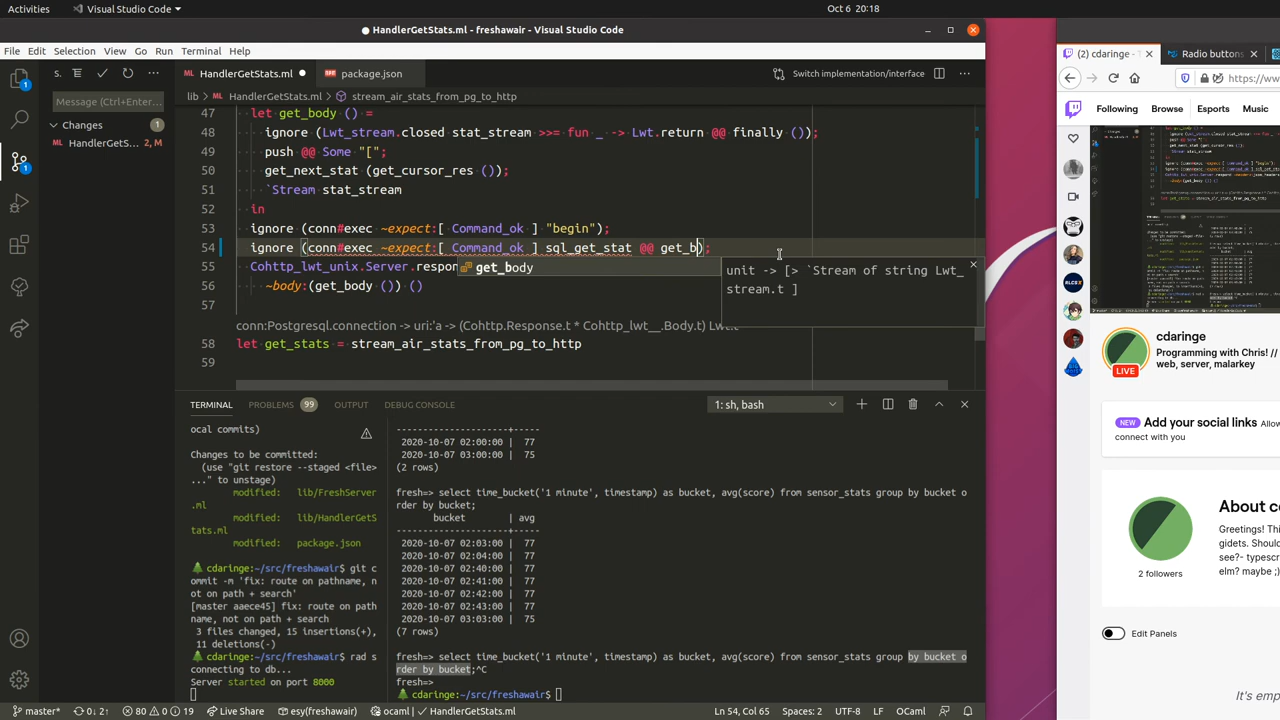 Activities
Visual Studio Code
Oct 6 20:18
● HandlerGetStats.ml - freshawair - Visual Studio Code
File Edit Selection View Go Run Terminal Help
S.
HandlerGetStats.ml ●
package.json
Switch implementation/interface
lib > HandlerGetStats.ml > stream_air_stats_from_pg_to_http
Message (Ctrl+Enter...
Changes 1
HandlerGetS... 2, M
47 let get_body () =
48 ignore (Lwt_stream.closed stat_stream >>= fun _ -> Lwt.return @@ finally ());
49 push @@ Some "[";
50 get_next_stat (get_cursor_res ());
51 `Stream stat_stream
52 in
53 ignore (conn#exec ~expect:[ Command_ok ] "begin");
54 ignore (conn#exec ~expect:[ Command_ok ] sql_get_stat @@ get_b);
55 Cohttp_lwt_unix.Server.respon
get_body
unit -> [> `Stream of string Lwt_
stream.t ]
56 ~body:(get_body ()) ()
57
conn:Postgresql.connection -> uri:'a -> (Cohttp.Response.t * Cohttp_lwt__.Body.t) Lwt.t
58 let get_stats = stream_air_stats_from_pg_to_http
59
TERMINAL PROBLEMS 99 OUTPUT DEBUG CONSOLE
1: sh, bash
ocal commits)
Changes to be committed:
(use "git restore --staged <file>
..." to unstage)
modified: lib/FreshServer
.ml
modified: lib/HandlerGetS
tats.ml
modified: package.json
cdaringe:~/src/freshawair$ git c
ommit -m 'fix: route on pathname, n
ot on path + search'
[master aaece45] fix: route on path
name, not on path + search
3 files changed, 15 insertions(+),
11 deletions(-)
cdaringe:~/src/freshawair$ rad s
connecting to db...
Server started on port 8000
---------------------+-----
2020-10-07 02:00:00 | 77
2020-10-07 03:00:00 | 75
(2 rows)
fresh=> select time_bucket('1 minute', timestamp) as bucket, avg(score) from sensor_stats group by bucket o
rder by bucket;
bucket | avg
---------------------+-----
2020-10-07 02:03:00 | 77
2020-10-07 02:04:00 | 77
2020-10-07 02:40:00 | 77
2020-10-07 02:41:00 | 77
2020-10-07 02:42:00 | 77
2020-10-07 02:43:00 | 77
2020-10-07 03:03:00 | 75
(7 rows)
fresh=> select time_bucket('1 minute', timestamp) as bucket, avg(score) from sensor_stats group by bucket o
rder by bucket;^C
fresh=>
cdaringe:~/src/freshawair$
master* 0↓ 2↑ 80 0 19 Live Share esy(freshawair) ocaml | ✓ HandlerGetStats.ml
Ln 54, Col 65 Spaces: 2 UTF-8 LF OCaml
(2) cdaringe - T
Radio buttons
https://ww
Following Browse Esports Music
cdaringe
Programming with Chris! //
web, server, malarkey
LIVE
NEW Add your social links Allow
connect with you
About c
Greetings! Thi
gidets. Should
see?- typescr
elm? maybe ;)
2 followers
Edit Panels
It's emp